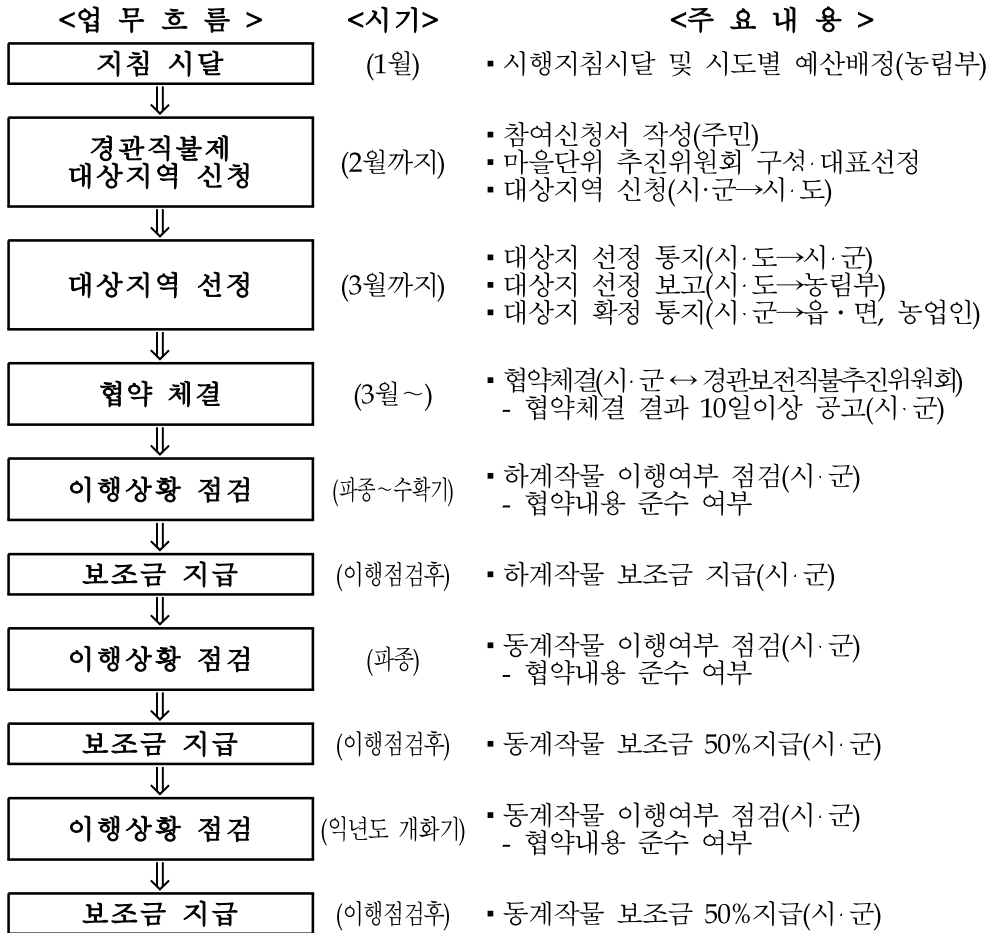 <업 무 흐 름 > <시기> <주 요 내 용 >
지침 시달 (1월) ▪ 시행지침시달 및 시도별 예산배정(농림부)
⇓
경관직불제
대상지역 신청 (2월까지) ▪ 참여신청서 작성(주민)
▪ 마을단위 추진위원회 구성·대표선정
▪ 대상지역 신청(시·군→시·도)
⇓
대상지역 선정 (3월까지) ▪ 대상지 선정 통지(시·도→시·군)
▪ 대상지 선정 보고(시·도→농림부)
▪ 대상지 확정 통지(시·군→읍·면, 농업인)
⇓
협약 체결 (3월~) ▪ 협약체결(시·군 ↔ 경관보전직불추진위원회)
- 협약체결 결과 10일이상 공고(시·군)
⇓
이행상황 점검 (파종~수확기) ▪ 하계작물 이행여부 점검(시·군)
- 협약내용 준수 여부
⇓
보조금 지급 (이행점검후) ▪ 하계작물 보조금 지급(시·군)
⇓
이행상황 점검 (파종) ▪ 동계작물 이행여부 점검(시·군)
- 협약내용 준수 여부
⇓
보조금 지급 (이행점검후) ▪ 동계작물 보조금 50%지급(시·군)
⇓
이행상황 점검 (익년도 개화기) ▪ 동계작물 이행여부 점검(시·군)
- 협약내용 준수 여부
⇓
보조금 지급 (이행점검후) ▪ 동계작물 보조금 50%지급(시·군)